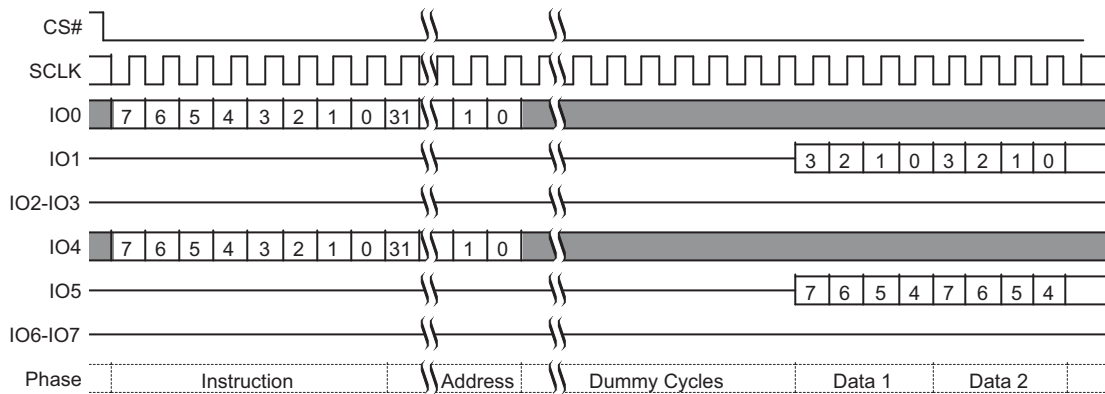 CS#
SCLK
IO0 7 6 5 4 3 2 1 0 31 1 0
IO1 3 2 1 0 3 2 1 0
IO2-IO3
IO4 7 6 5 4 3 2 1 0 31 1 0
IO5 7 6 5 4 7 6 5 4
IO6-IO7
Phase Instruction Address Dummy Cycles Data 1 Data 2